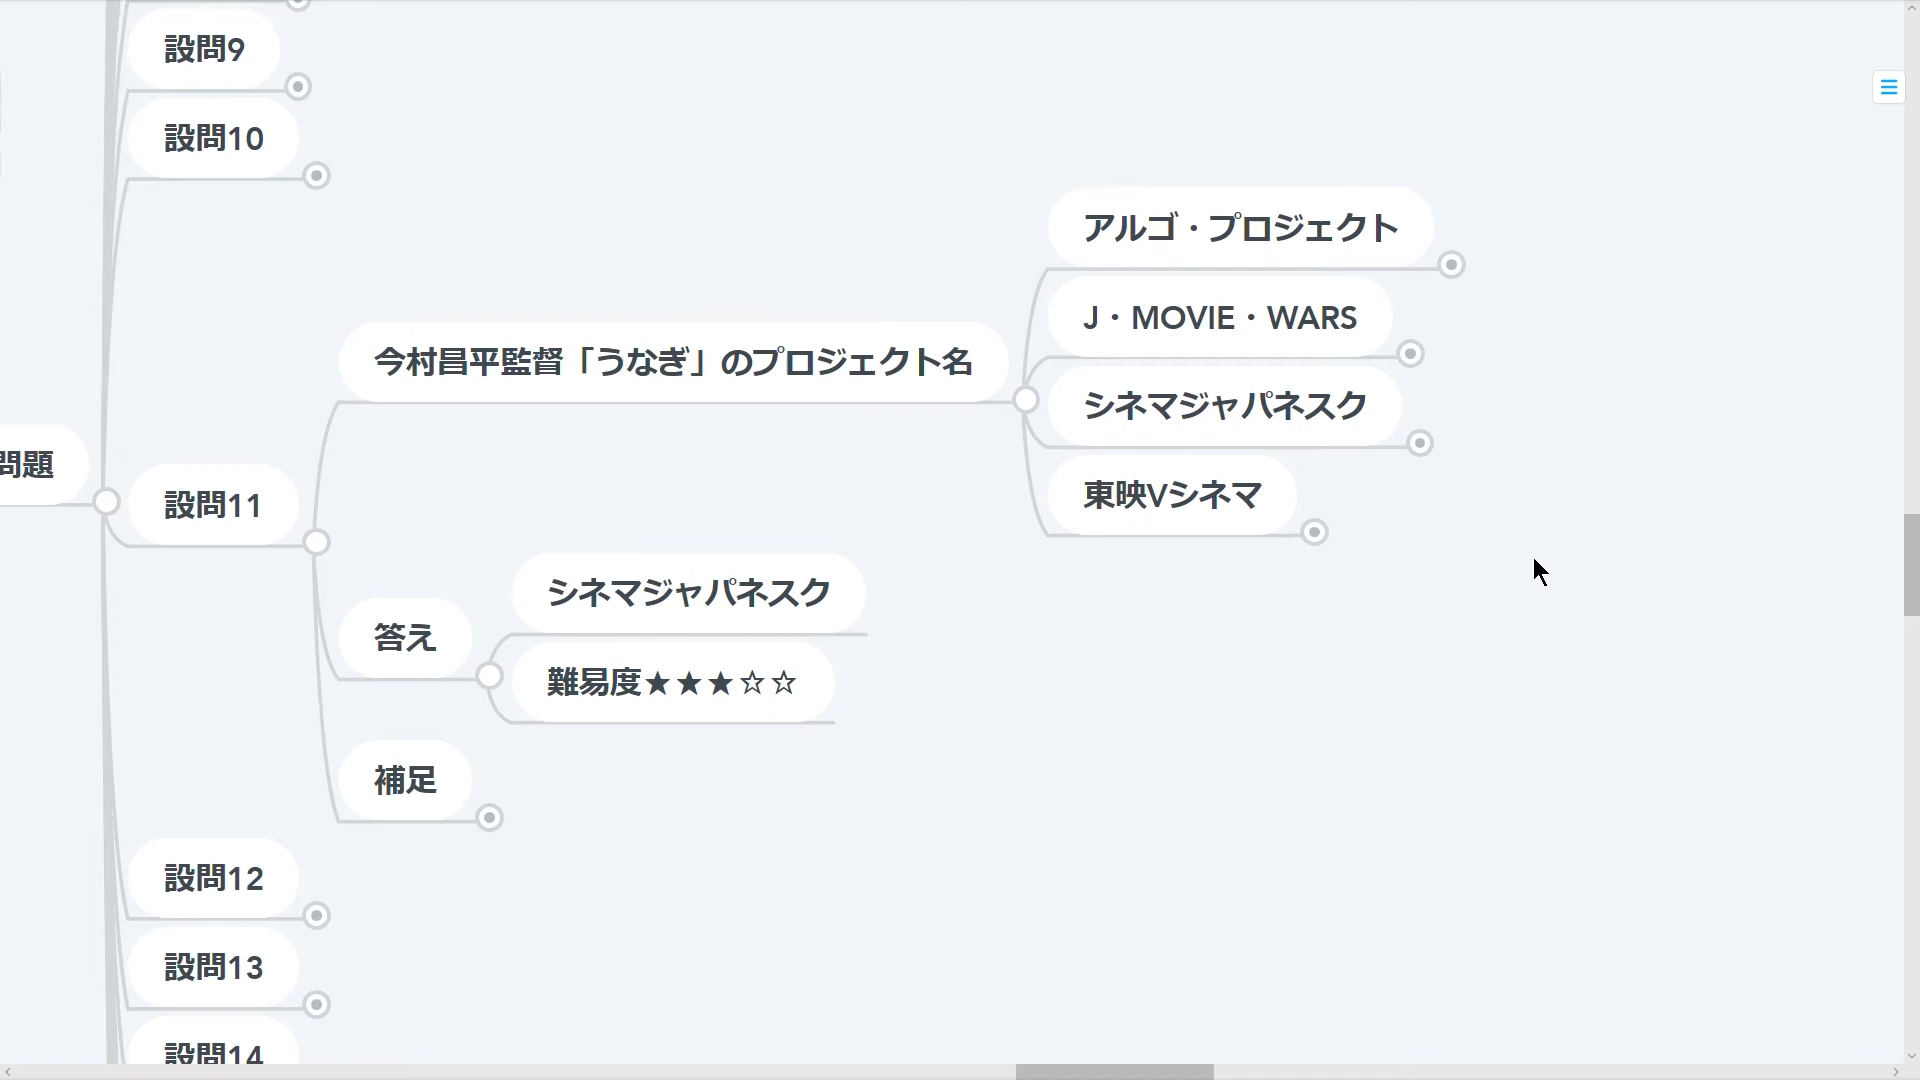 設問9
設問10
アルゴ・プロジェクト
J・MOVIE・WARS
今村昌平監督「うなぎ」のプロジェクト名
シネマジャパネスク
問題
東映Vシネマ
設問11
シネマジャパネスク
答え
難易度★★★☆☆
補足
設問12
設問13
設問14